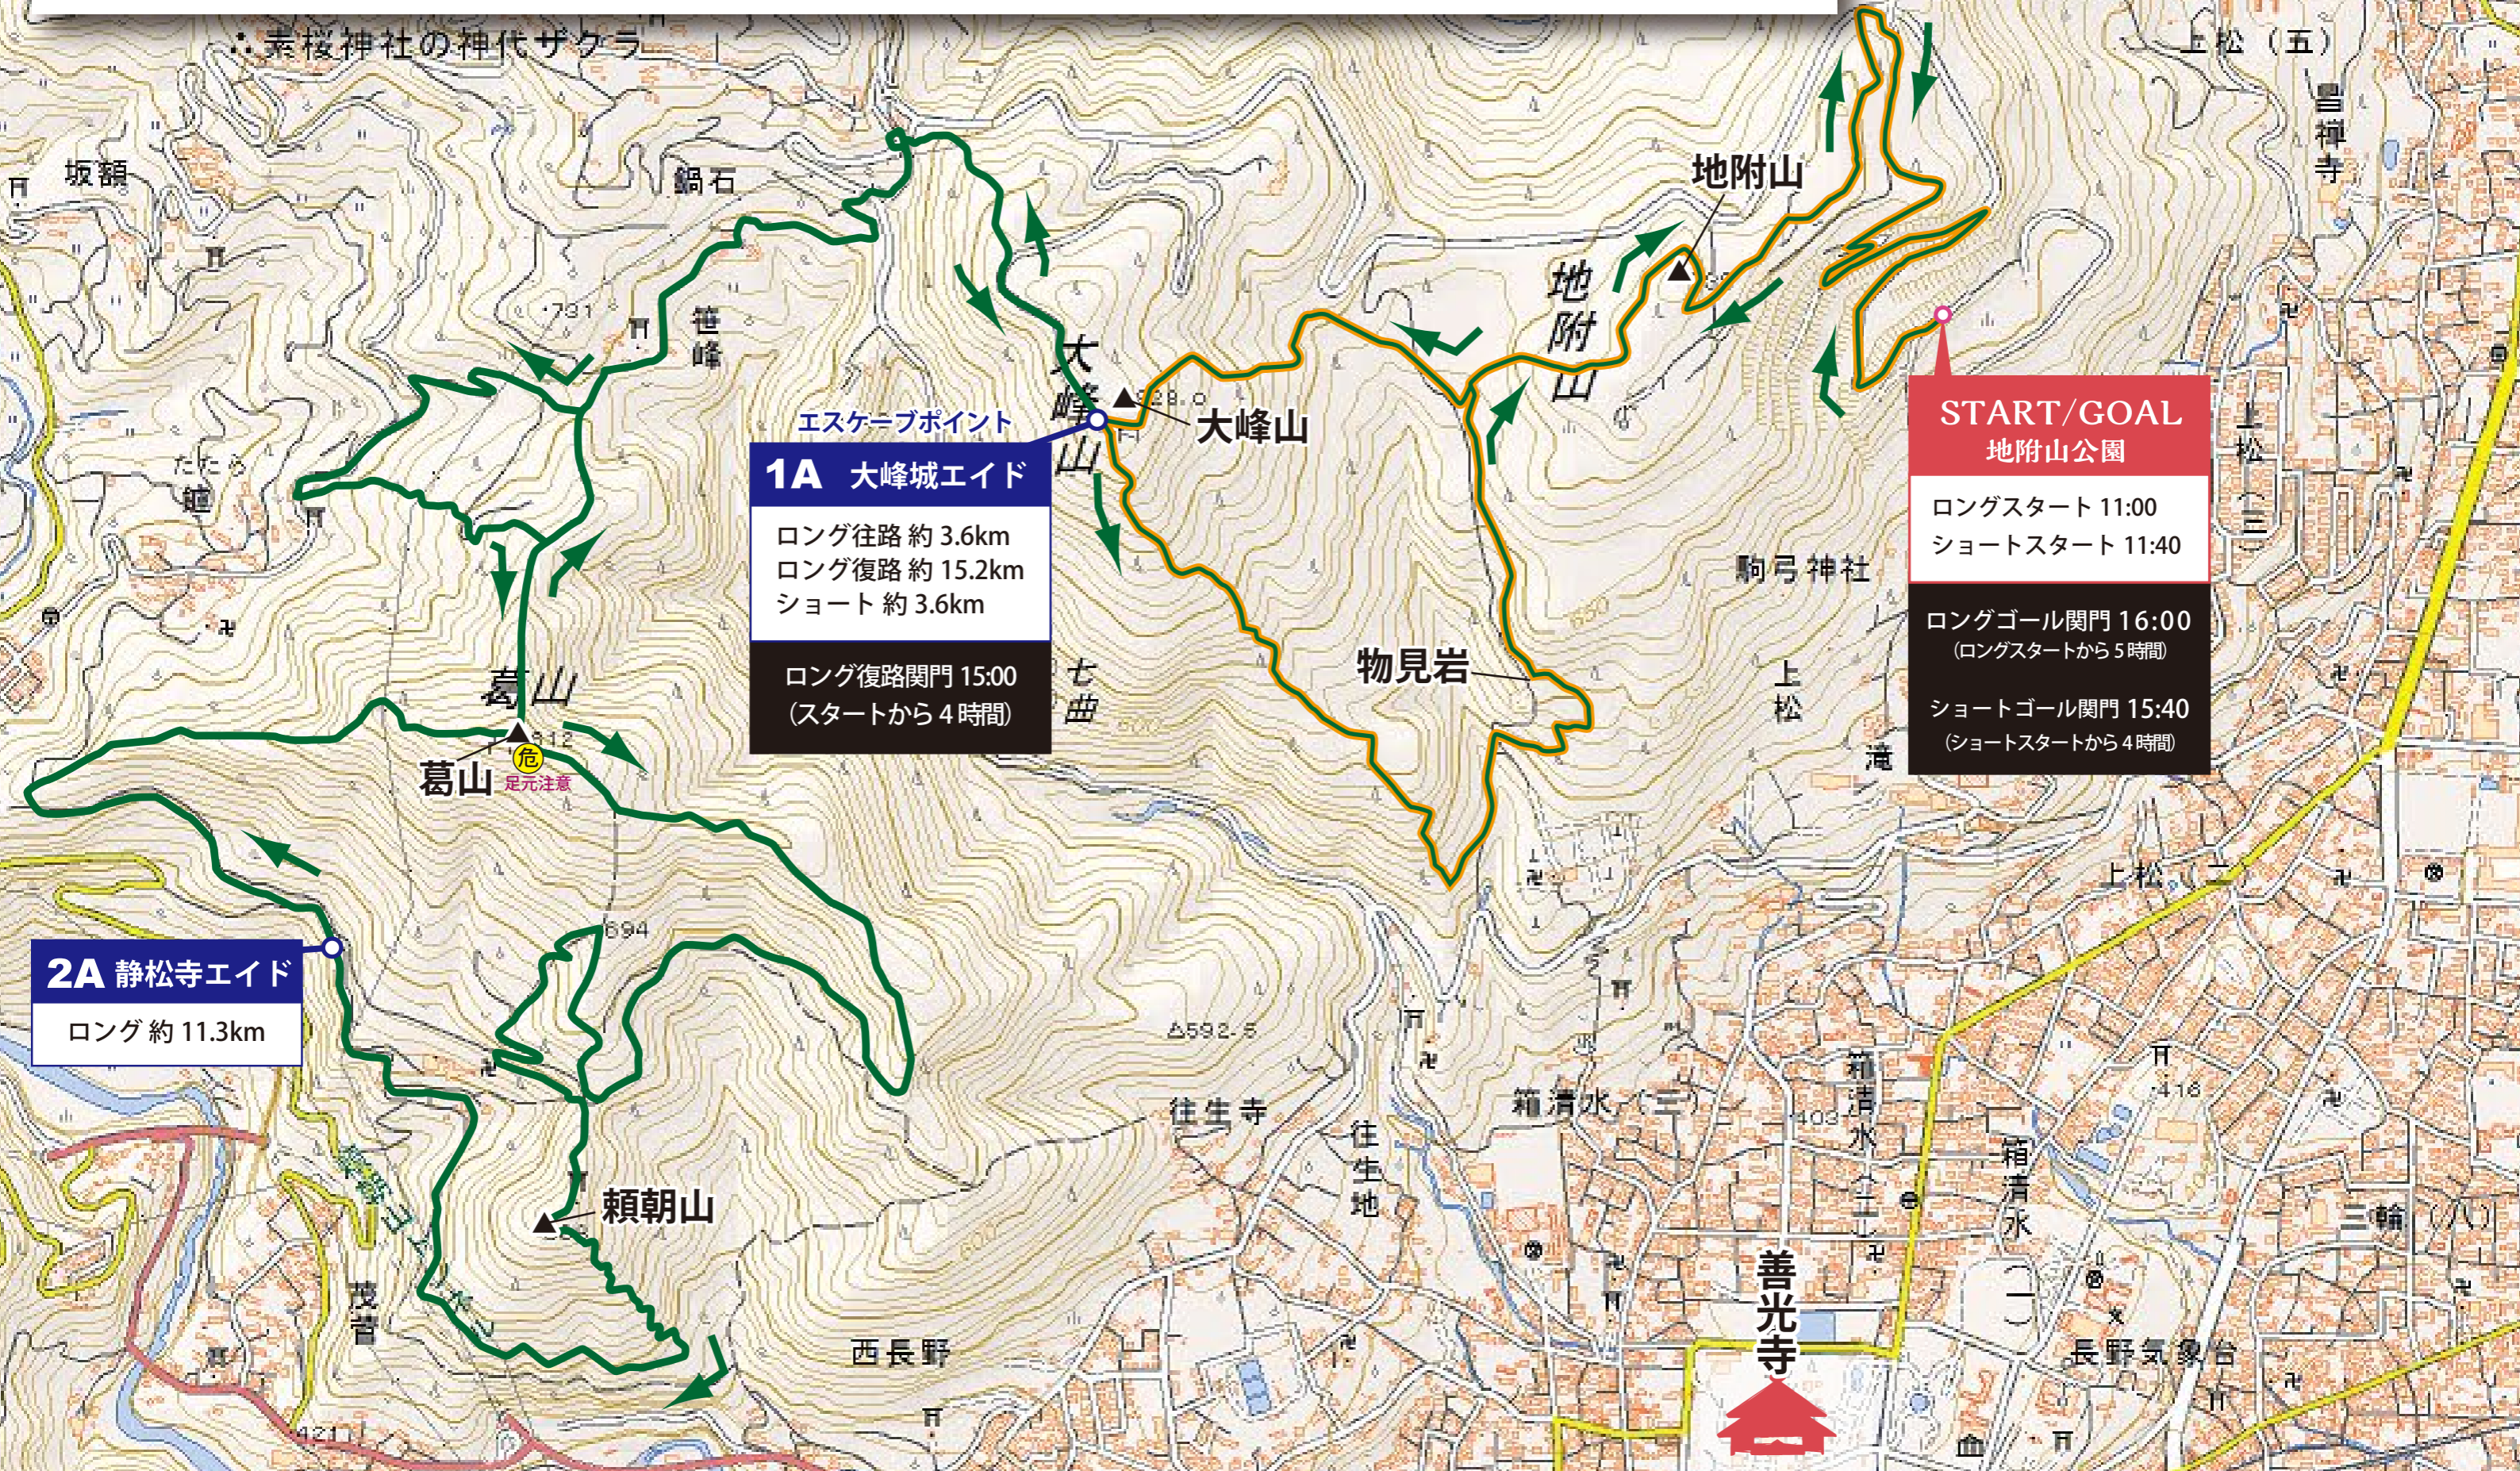 ∴素桜神社の神代ザクラ
上松（五）
昌禅寺
坂額
鍋石
地附山
地附山
笹峰
・731
大峰山
828.0
大峰山
エスケープポイント
1A 大峰城エイド
ロング往路 約 3.6km
ロング復路 約 15.2km
ショート 約 3.6km
ロング復路関門 15:00
（スタートから 4 時間）
START/GOAL
地附山公園
ロングスタート 11:00
ショートスタート 11:40
ロングゴール関門 16:00
（ロングスタートから 5 時間）
ショートゴール関門 15:40
（ショートスタートから 4 時間）
上松（三）
たたら
駒弓神社
物見岩
上松
滝
七曲
葛山
812
葛山
危
足元注意
上松（二）
694
2A 静松寺エイド
ロング 約 11.3km
△592.5
往生寺
往生地
箱清水（三）
403
箱清水（二）
箱清水（一）
・416
三輪（八）
頼朝山
茂菅
西長野
善光寺
長野気象台
421